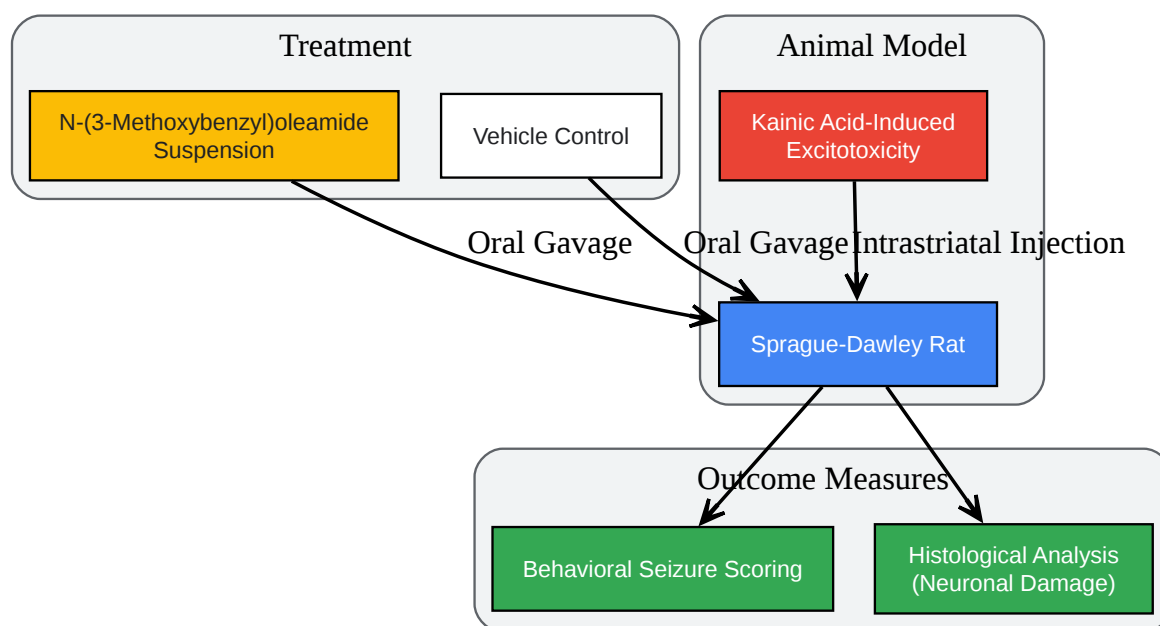 Treatment
Animal Model
N-(3-Methoxybenzyl)oleamide
Suspension
Vehicle Control
Kainic Acid-Induced
Excitotoxicity
Oral Gavage
Oral Gavage
Intrastriatal Injection
Sprague-Dawley Rat
Outcome Measures
Behavioral Seizure Scoring
Histological Analysis
(Neuronal Damage)